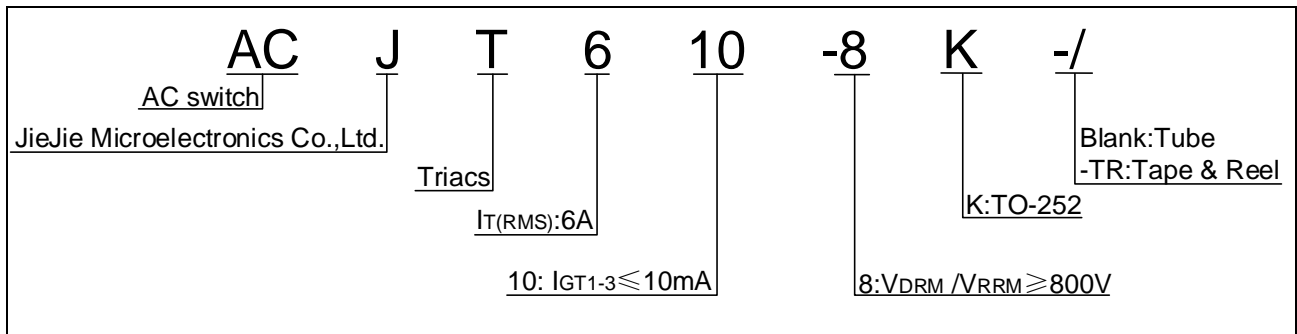 AC J T 6 10 -8 K -/
AC switch
JieJie Microelectronics Co.,Ltd.
Blank:Tube
-TR:Tape & Reel
Triacs
K:TO-252
IT(RMS):6A
10: IGT1-3≤10mA
8:VDRM /VRRM≥800V